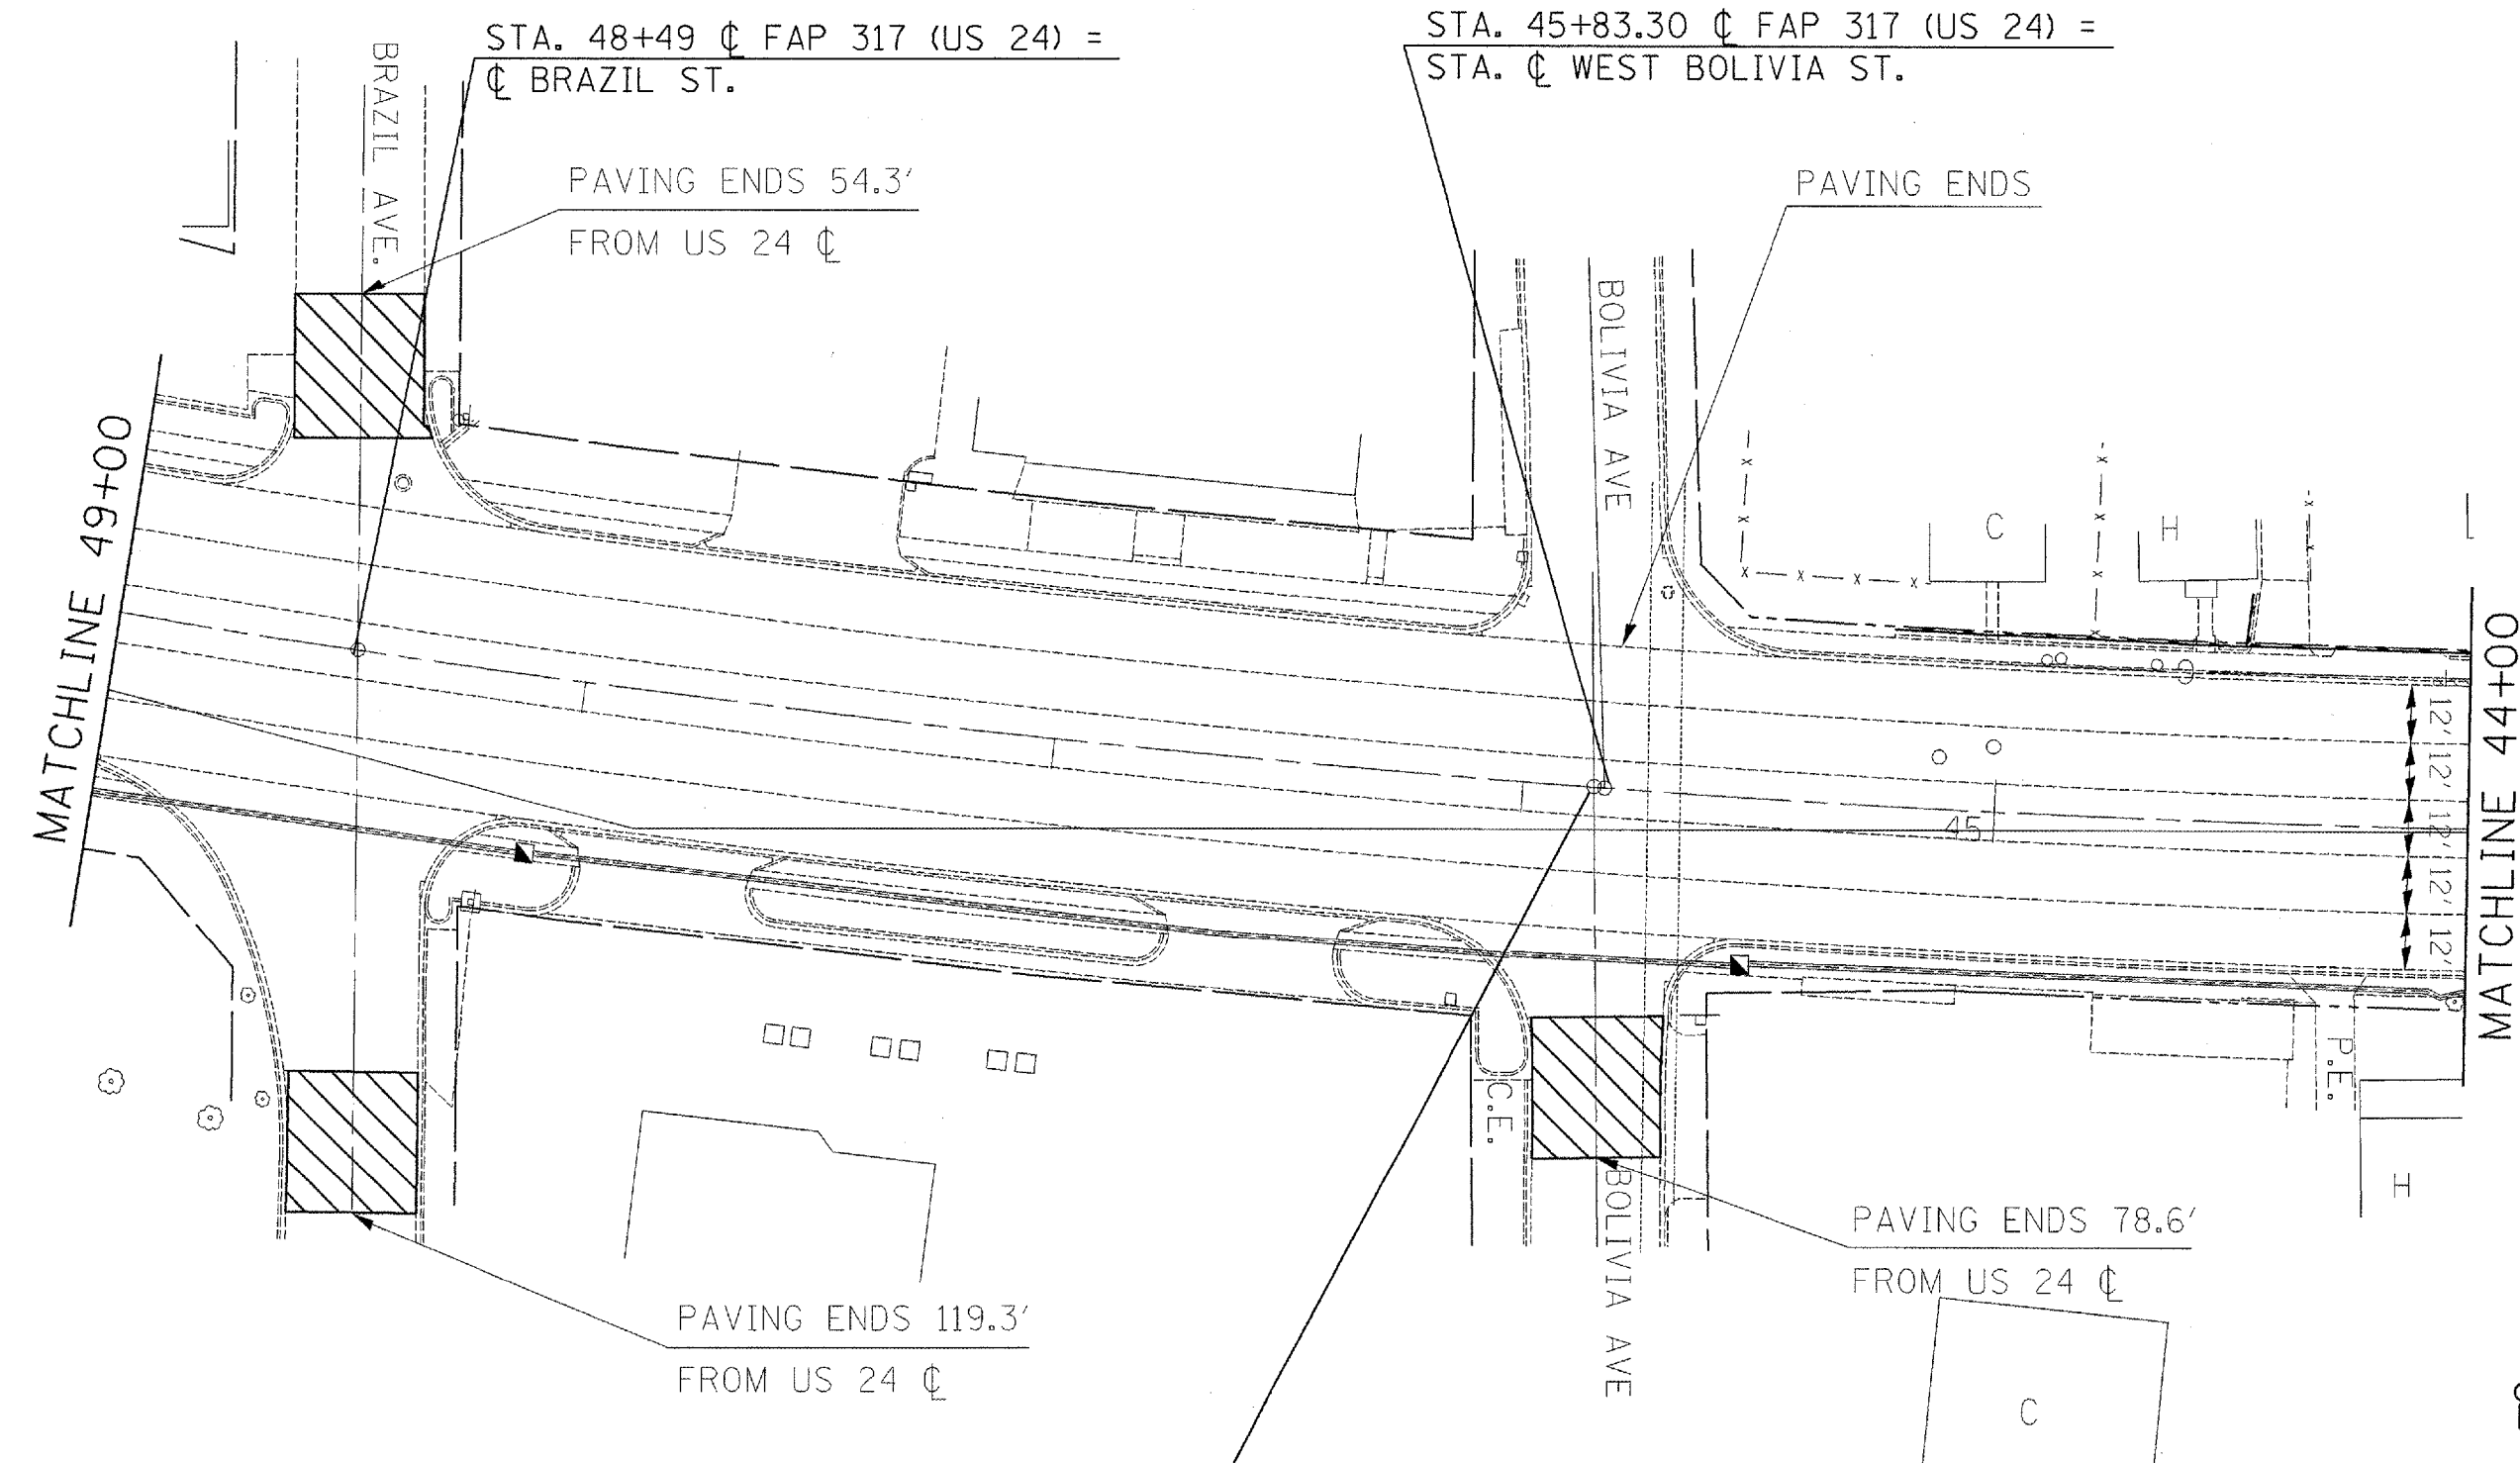 STA. 48+49 ℄ FAP 317 (US 24) =
℄ BRAZIL ST.
STA. 45+83.30 ℄ FAP 317 (US 24) =
STA. ℄ WEST BOLIVIA ST.
BRAZIL AVE.
PAVING ENDS 54.3'
FROM US 24 ℄
PAVING ENDS
BOLIVIA AVE
MATCHLINE 49+00
C
H
MATCHLINE 44+00
12'
12'
12'
12'
12'
45
C.E.
P.E.
H
BOLIVIA AVE
PAVING ENDS 78.6'
FROM US 24 ℄
PAVING ENDS 119.3'
FROM US 24 ℄
C